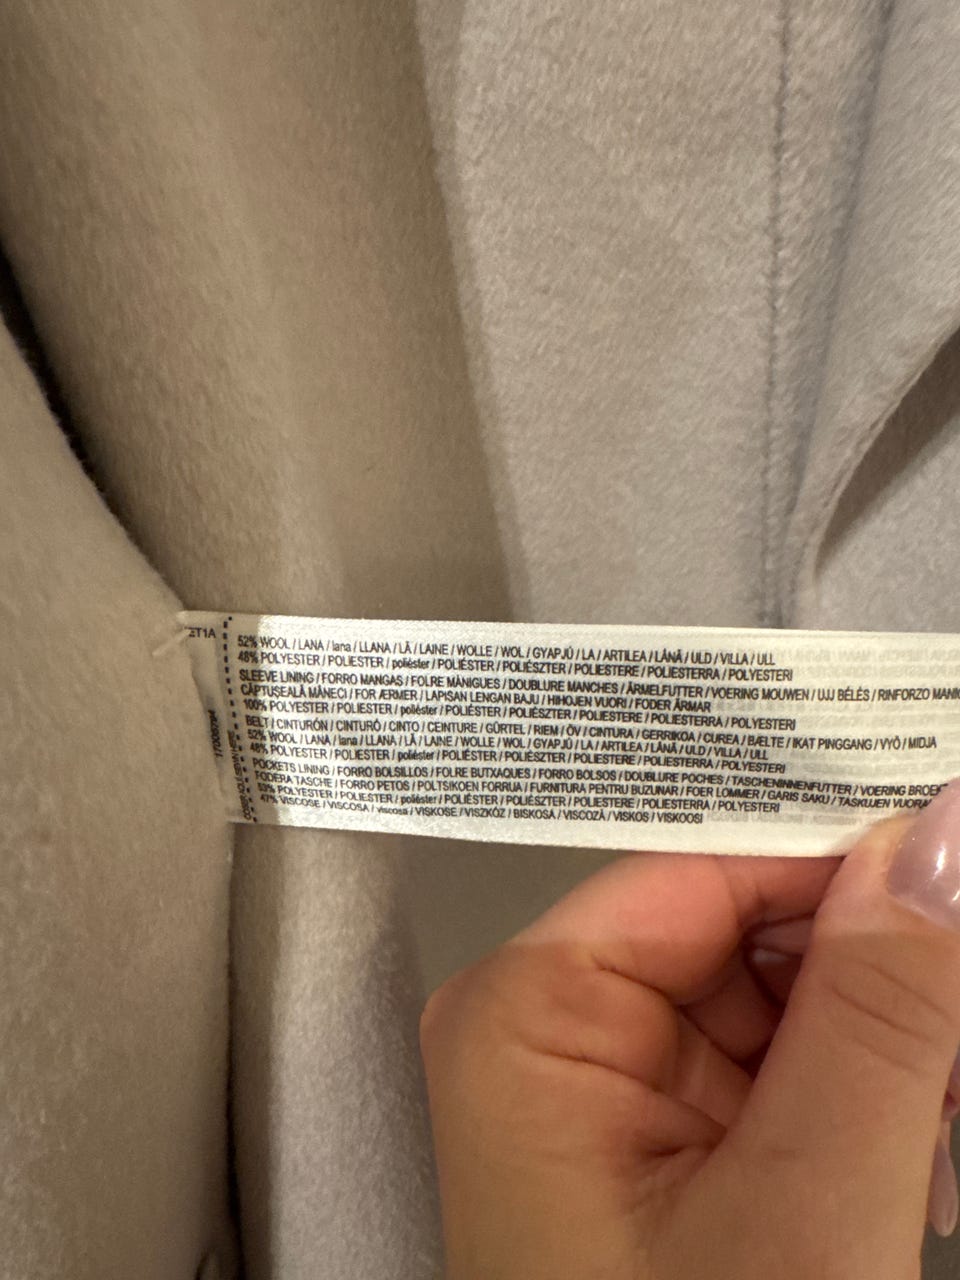 ET1A
52% WOOL / LANA / lana / LLANA / LÃ / LAINE / WOLLE / WOL / GYAPJÚ / LA / ARTILEA / LÂNĂ / ULD / VILLA / ULL
48% POLYESTER / POLIESTER / poliéster / POLIÉSTER / POLIÉSZTER / POLIESTERE / POLIESTERRA / POLYESTERI
SLEEVE LINING / FORRO MANGAS / FOLRE MÀNIGUES / DOUBLURE MANCHES / ÄRMELFUTTER / VOERING MOUWEN / UJJ BÉLÉS / RINFORZO
CĂPTUȘEALĂ MÂNECI / FOR ÆRMER / LAPISAN LENGAN BAJU / HIHOJEN VUORI / FODER ÄRMAR
100% POLYESTER / POLIESTER / poliéster / POLIÉSTER / POLIÉSZTER / POLIESTERE / POLIESTERRA / POLYESTERI
BELT / CINTURÓN / CINTURÓ / CINTO / CEINTURE / GÜRTEL / RIEM / ÖV / CINTURA / GERRIKOA / CUREA / BÆLTE / IKAT PINGGANG / VYÖ / MIDJA
52% WOOL / LANA / lana / LLANA / LÃ / LAINE / WOLLE / WOL / GYAPJÚ / LA / ARTILEA / LÂNĂ / ULD / VILLA / ULL
48% POLYESTER / POLIESTER / poliéster / POLIÉSTER / POLIÉSZTER / POLIESTERE / POLIESTERRA / POLYESTERI
POCKETS LINING / FORRO BOLSILLOS / FOLRE BUTXAQUES / FORRO BOLSOS / DOUBLURE POCHES / TASCHENINNENFUTTER / VOERING
FODERA TASCHE / FORRO PETOS / POLTSIKOEN FORRUA / FURNITURA PENTRU BUZUNAR / FOER LOMMER / GARIS SAKU / TASKUJEN
53% POLYESTER / POLIESTER / poliéster / POLIÉSTER / POLIÉSZTER / POLIESTERE / POLIESTERRA / POLYESTERI
47% VISCOSE / VISCOSA / viscosa / VISKOSE / VISZKÓZ / BISKOSA / VISCOZĂ / VISKOS / VISKOOSI